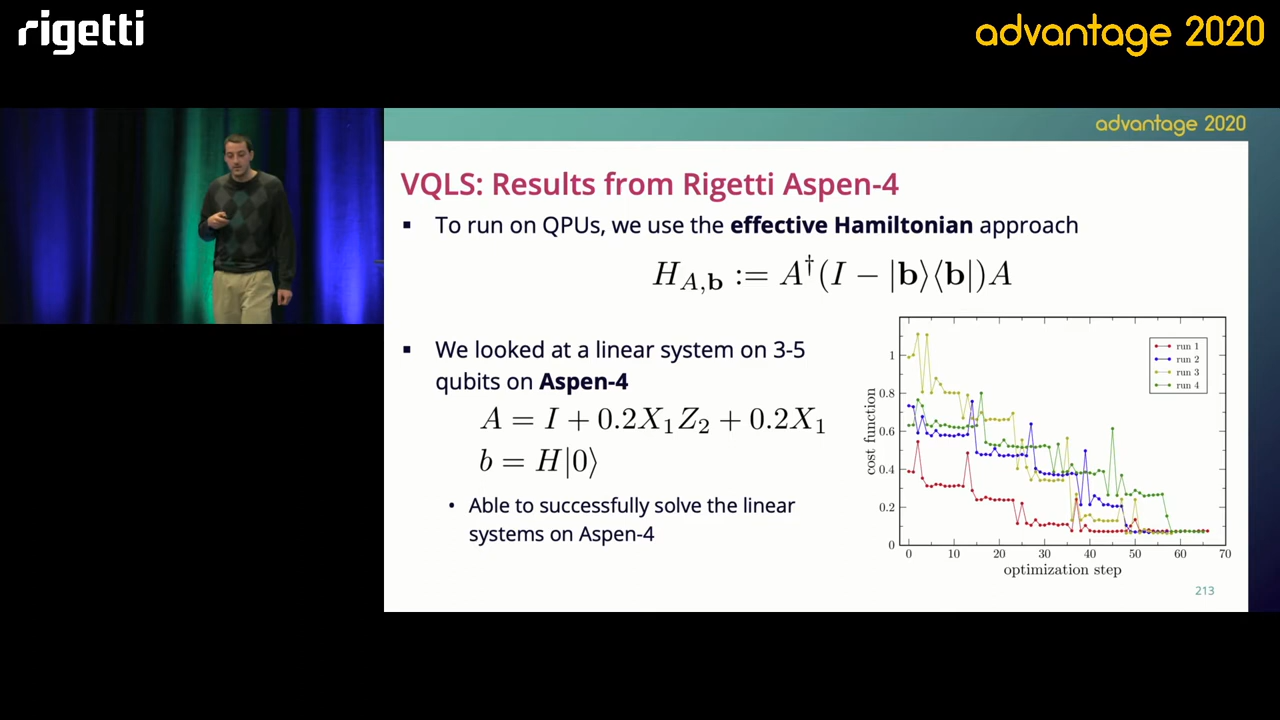 rigetti
advantage 2020
advantage 2020
VQLS: Results from Rigetti Aspen-4
▪ To run on QPUs, we use the effective Hamiltonian approach
H_{A,b} := A†(I − |b⟩⟨b|)A
▪ We looked at a linear system on 3-5
qubits on Aspen-4
A = I + 0.2X₁Z₂ + 0.2X₁
b = H|0⟩
• Able to successfully solve the linear
systems on Aspen-4
run 1
run 2
run 3
run 4
cost function
1
0.8
0.6
0.4
0.2
0
0 10 20 30 40 50 60 70
optimization step
213